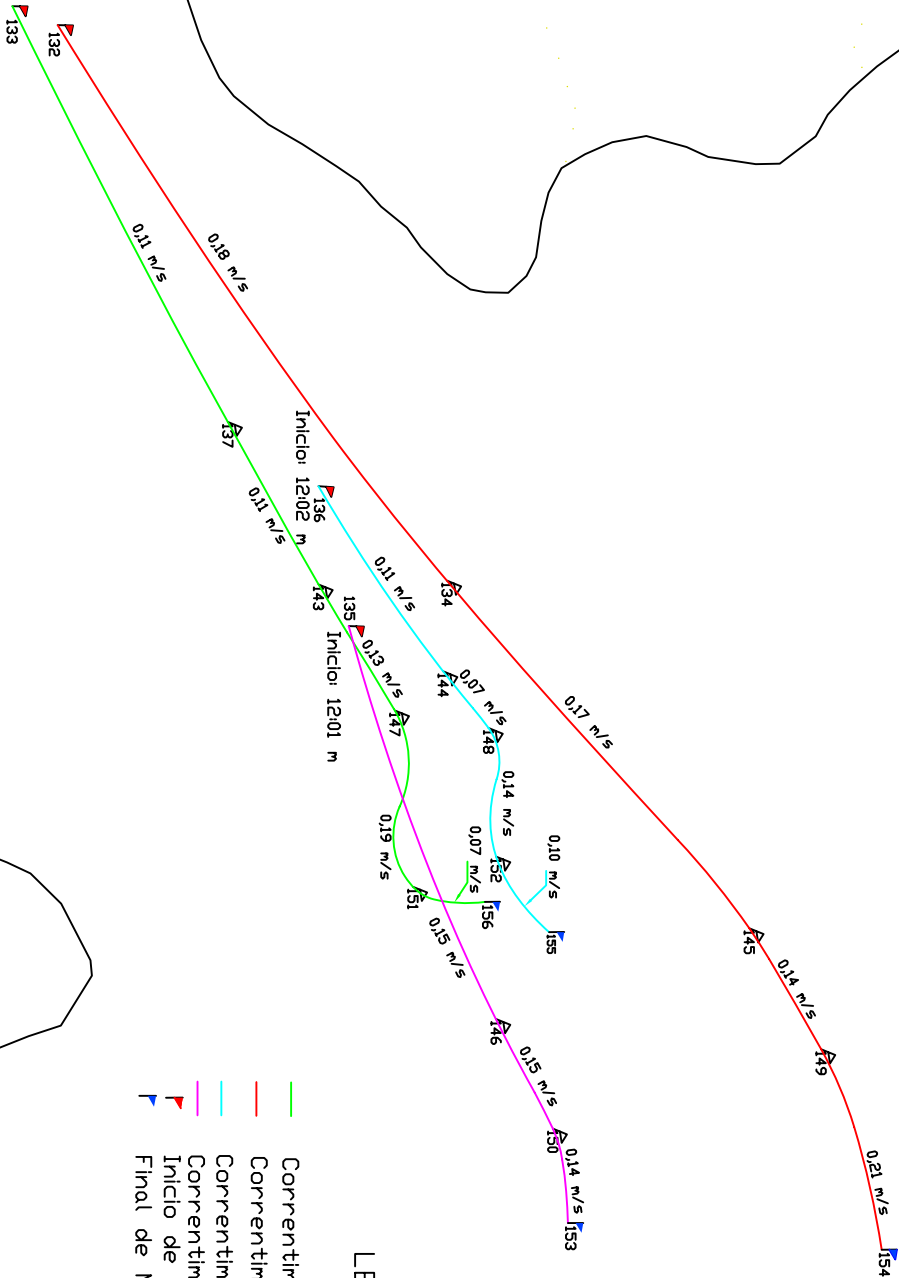 133
132
0,11 m/s
0,18 m/s
137
Inicio: 12:02 m
136
0,11 m/s
143
135
Inicio: 12:01 m
0,11 m/s
134
0,13 m/s
144
0,07 m/s
147
148
0,17 m/s
0,14 m/s
0,19 m/s
0,07 m/s
152
0,10 m/s
151
156
155
0,15 m/s
145
0,14 m/s
146
0,15 m/s
149
150
0,14 m/s
153
0,21 m/s
154
LE
Correntim
Correntim
Correntim
Correntim
Inicio de
Final de M